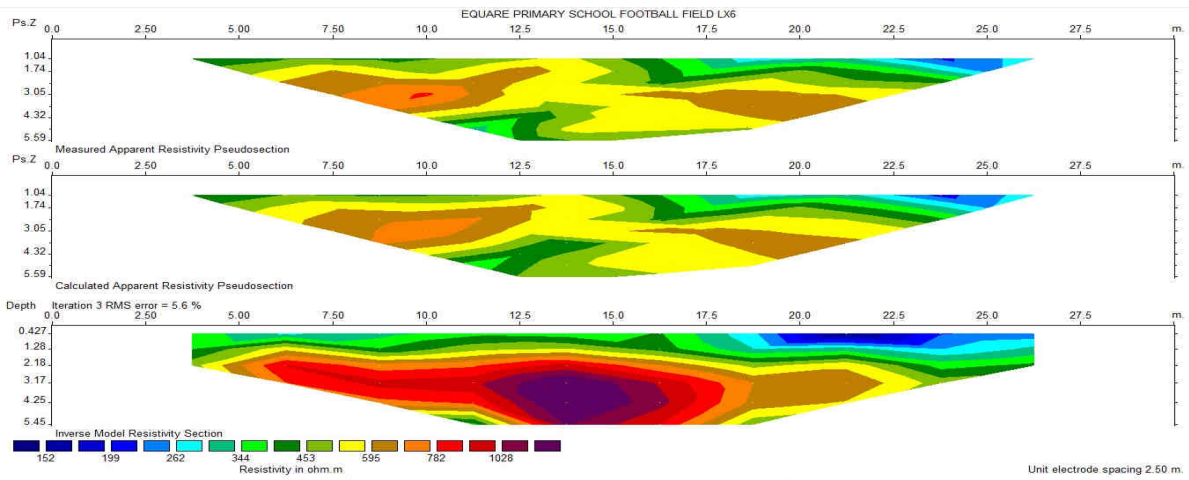 EQUARE PRIMARY SCHOOL FOOTBALL FIELD LX6
Ps.Z 0.0 2.50 5.00 7.50 10.0 12.5 15.0 17.5 20.0 22.5 25.0 27.5 m.
1.04
1.74
3.05
4.32
5.59
Measured Apparent Resistivity Pseudosection
Ps.Z 0.0 2.50 5.00 7.50 10.0 12.5 15.0 17.5 20.0 22.5 25.0 27.5 m.
1.04
1.74
3.05
4.32
5.59
Calculated Apparent Resistivity Pseudosection
Depth Iteration 3 RMS error = 5.6 %
0.0 2.50 5.00 7.50 10.0 12.5 15.0 17.5 20.0 22.5 25.0 27.5 m.
0.427
1.28
2.18
3.17
4.25
5.45
Inverse Model Resistivity Section
152 199 262 344 453 595 782 1028
Resistivity in ohm.m Unit electrode spacing 2.50 m.